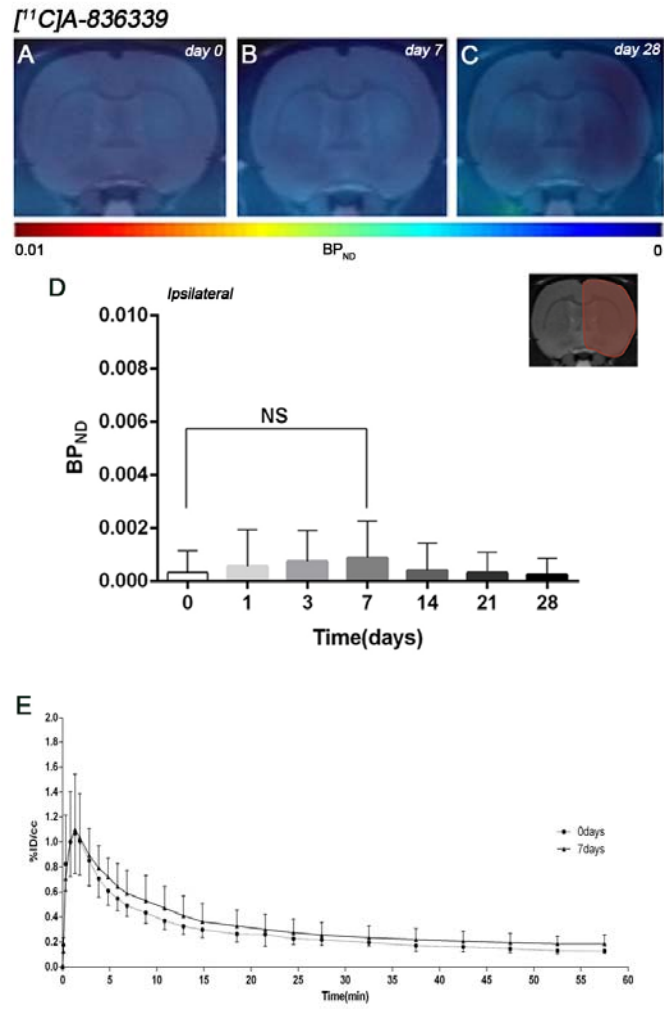 [¹¹C]A-836339
A day 0 B day 7 C day 28
0.01 BP_ND 0
D Ipsilateral
0.010
0.008
0.006
0.004
0.002
0.000
BP_ND
NS
0 1 3 7 14 21 28
Time(days)
E
2.0
1.8
1.6
1.4
1.2
1.0
0.8
0.6
0.4
0.2
0.0
%ID/cc
0days
7days
0 5 10 15 20 25 30 35 40 45 50 55 60
Time(min)